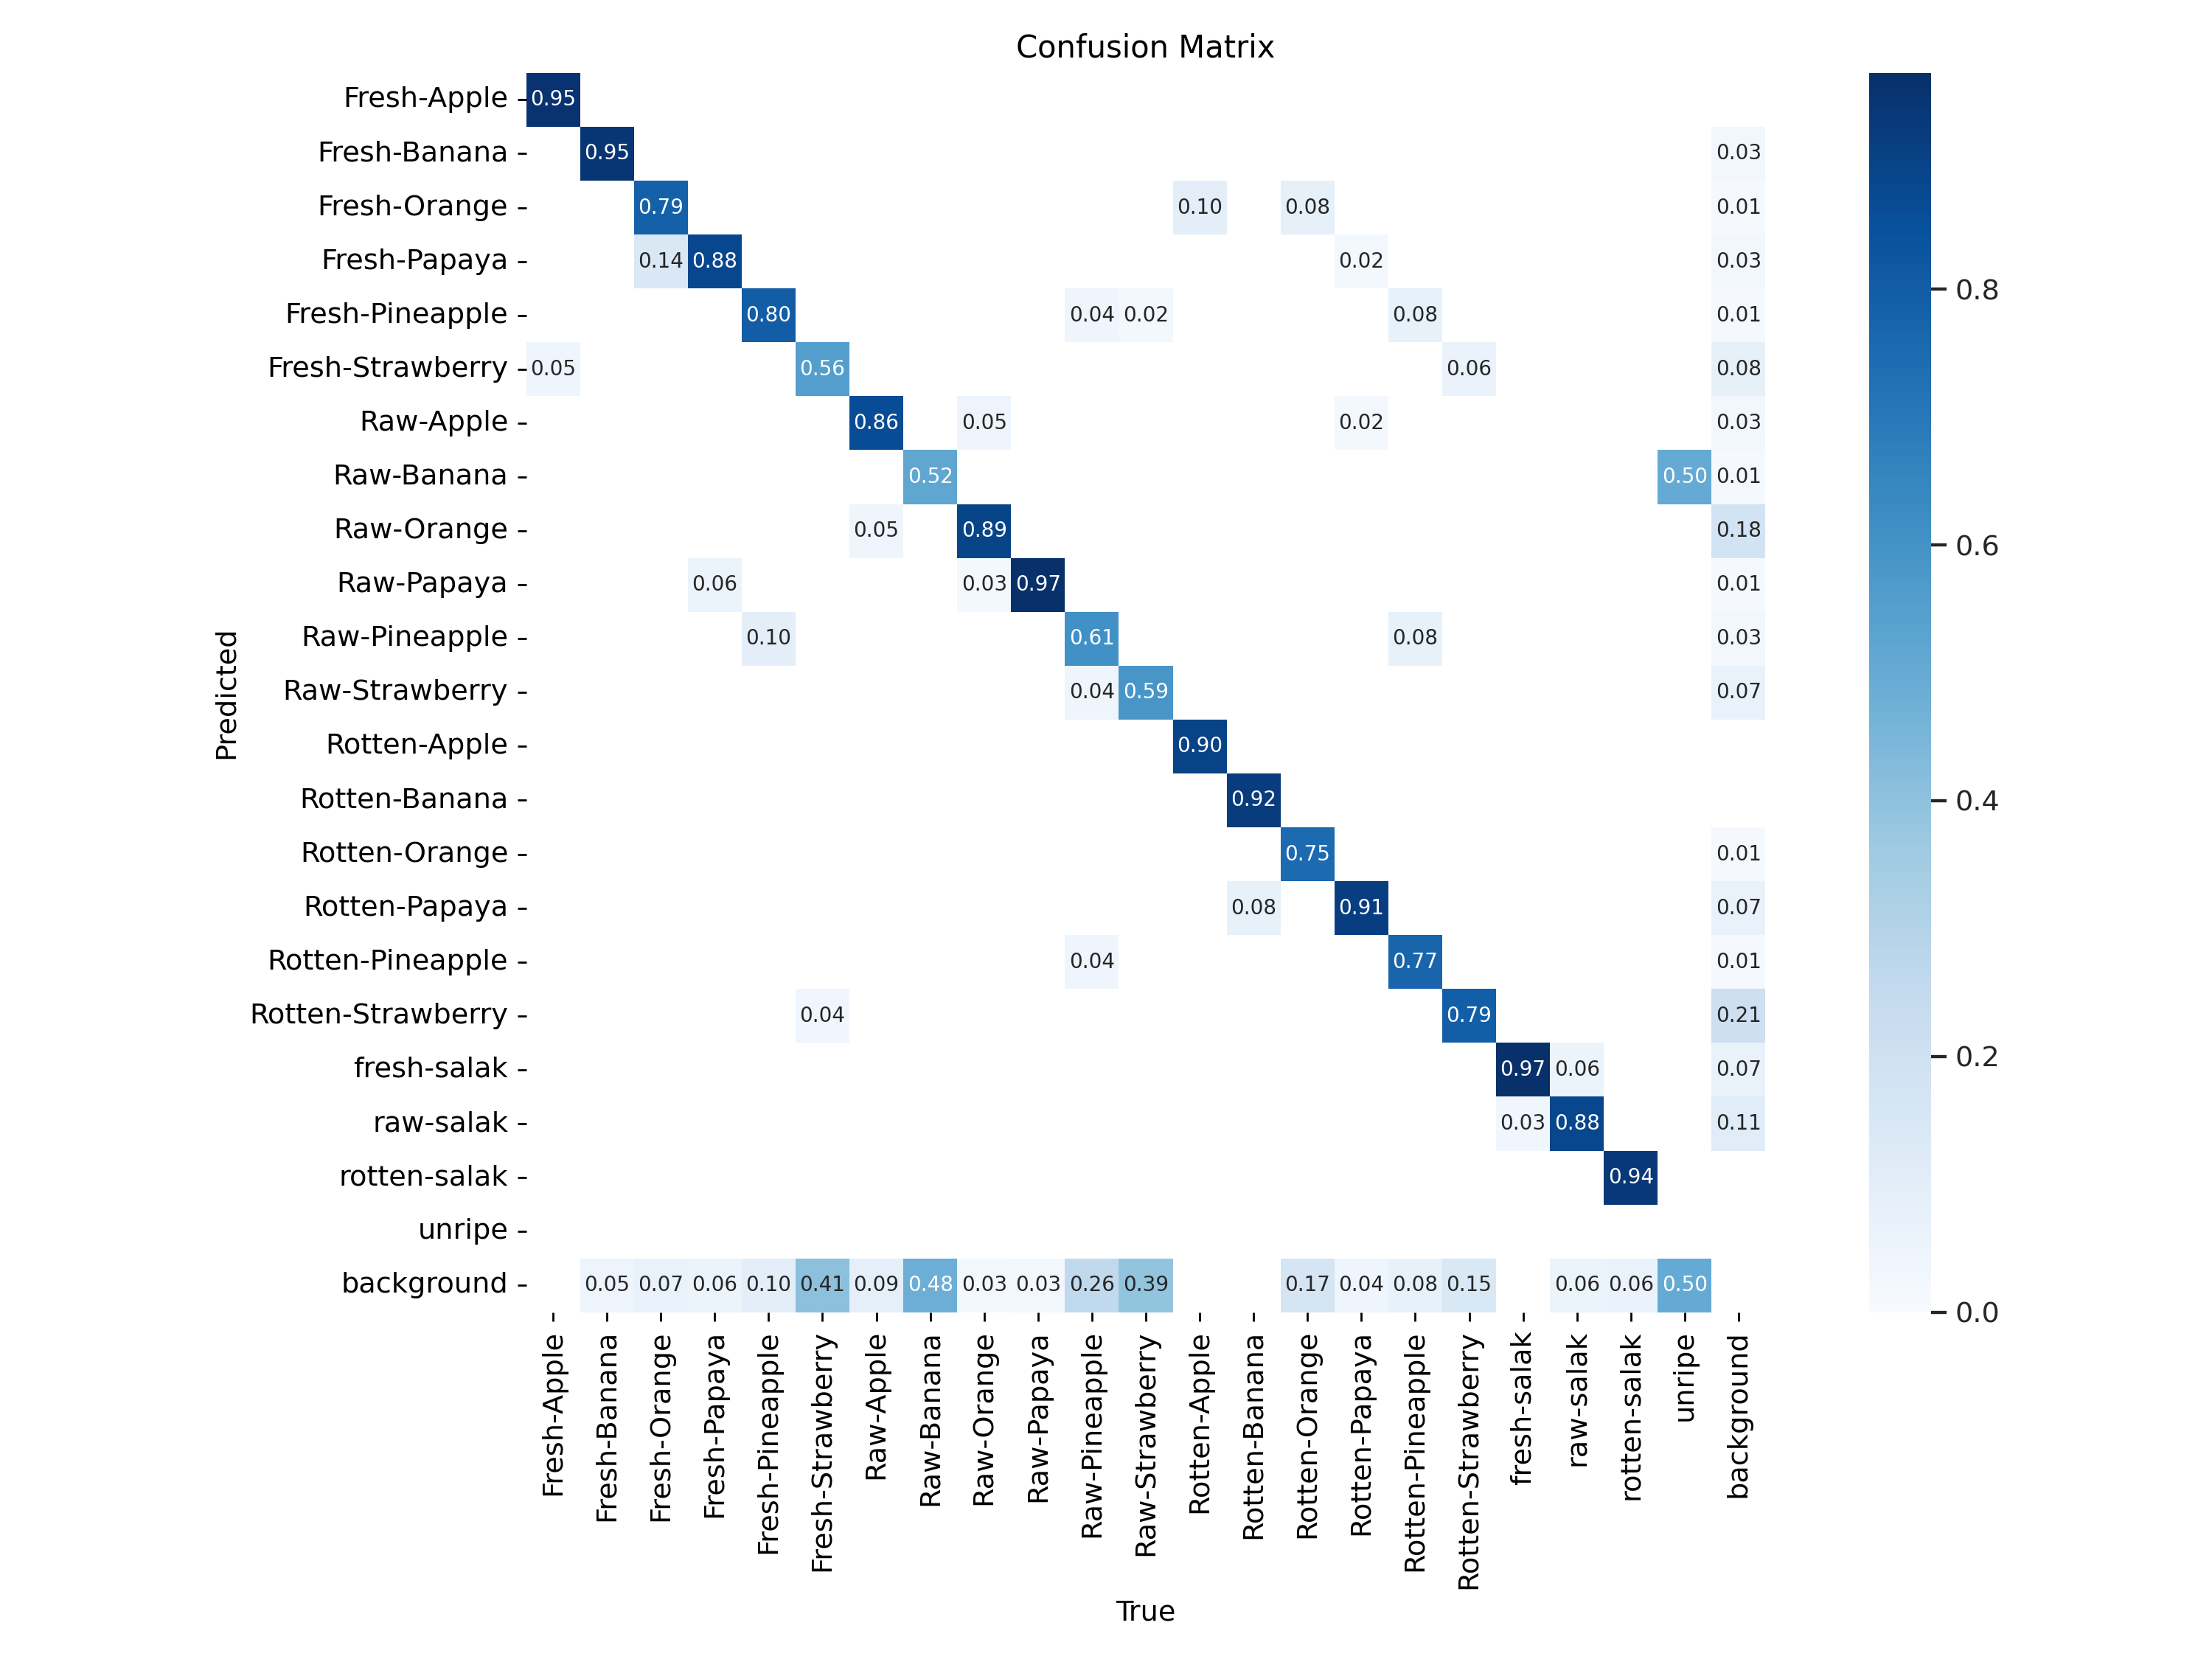 Confusion Matrix
Fresh-Apple 0.95
Fresh-Banana 0.95 0.03
Fresh-Orange 0.79 0.10 0.08 0.01
Fresh-Papaya 0.14 0.88 0.02 0.03
Fresh-Pineapple 0.80 0.04 0.02 0.08 0.01
Fresh-Strawberry 0.05 0.56 0.06 0.08
Raw-Apple 0.86 0.05 0.02 0.03
Raw-Banana 0.52 0.50 0.01
Raw-Orange 0.05 0.89 0.18
Raw-Papaya 0.06 0.03 0.97 0.01
Raw-Pineapple 0.10 0.61 0.08 0.03
Raw-Strawberry 0.04 0.59 0.07
Rotten-Apple 0.90
Rotten-Banana 0.92
Rotten-Orange 0.75 0.01
Rotten-Papaya 0.08 0.91 0.07
Rotten-Pineapple 0.04 0.77 0.01
Rotten-Strawberry 0.04 0.79 0.21
fresh-salak 0.97 0.06 0.07
raw-salak 0.03 0.88 0.11
rotten-salak 0.94
unripe
background 0.05 0.07 0.06 0.10 0.41 0.09 0.48 0.03 0.03 0.26 0.39 0.17 0.04 0.08 0.15 0.06 0.06 0.50
Predicted
Fresh-Apple
Fresh-Banana
Fresh-Orange
Fresh-Papaya
Fresh-Pineapple
Fresh-Strawberry
Raw-Apple
Raw-Banana
Raw-Orange
Raw-Papaya
Raw-Pineapple
Raw-Strawberry
Rotten-Apple
Rotten-Banana
Rotten-Orange
Rotten-Papaya
Rotten-Pineapple
Rotten-Strawberry
fresh-salak
raw-salak
rotten-salak
unripe
background
True
0.8
0.6
0.4
0.2
0.0